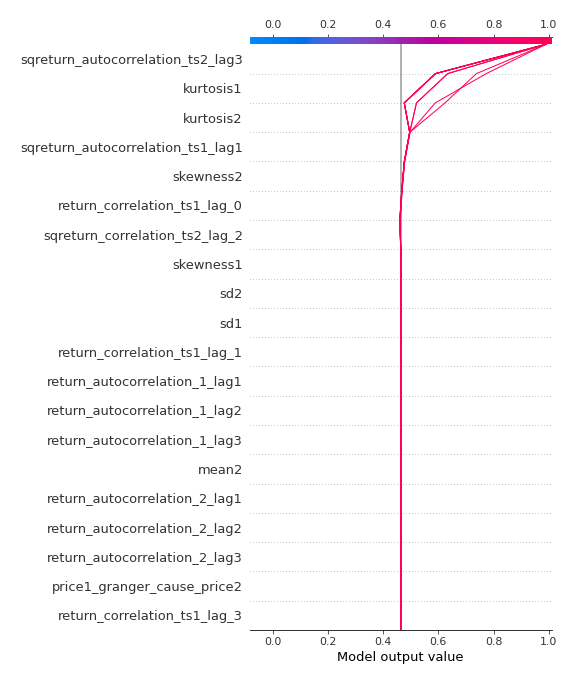 0.0 0.2 0.4 0.6 0.8 1.0
sqreturn_autocorrelation_ts2_lag3
kurtosis1
kurtosis2
sqreturn_autocorrelation_ts1_lag1
skewness2
return_correlation_ts1_lag_0
sqreturn_correlation_ts2_lag_2
skewness1
sd2
sd1
return_correlation_ts1_lag_1
return_autocorrelation_1_lag1
return_autocorrelation_1_lag2
return_autocorrelation_1_lag3
mean2
return_autocorrelation_2_lag1
return_autocorrelation_2_lag2
return_autocorrelation_2_lag3
price1_granger_cause_price2
return_correlation_ts1_lag_3
0.0 0.2 0.4 0.6 0.8 1.0
Model output value